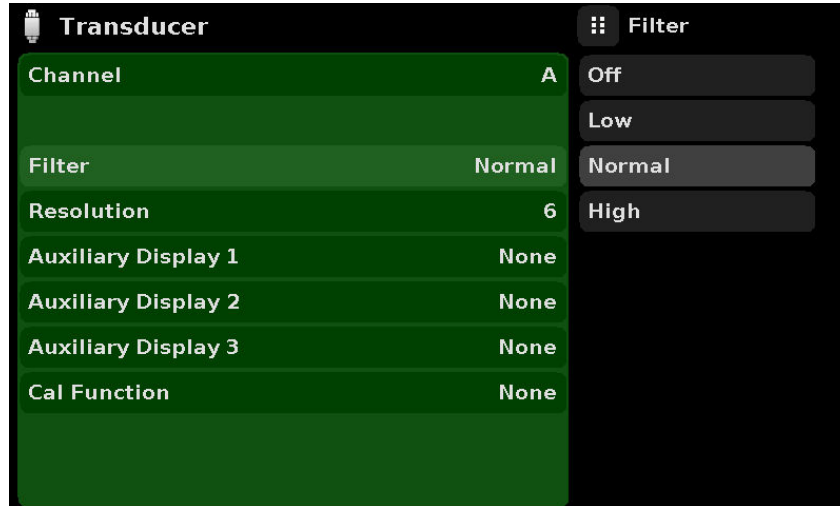 Transducer
Channel A
Filter Normal
Resolution 6
Auxiliary Display 1 None
Auxiliary Display 2 None
Auxiliary Display 3 None
Cal Function None
Filter
Off
Low
Normal
High